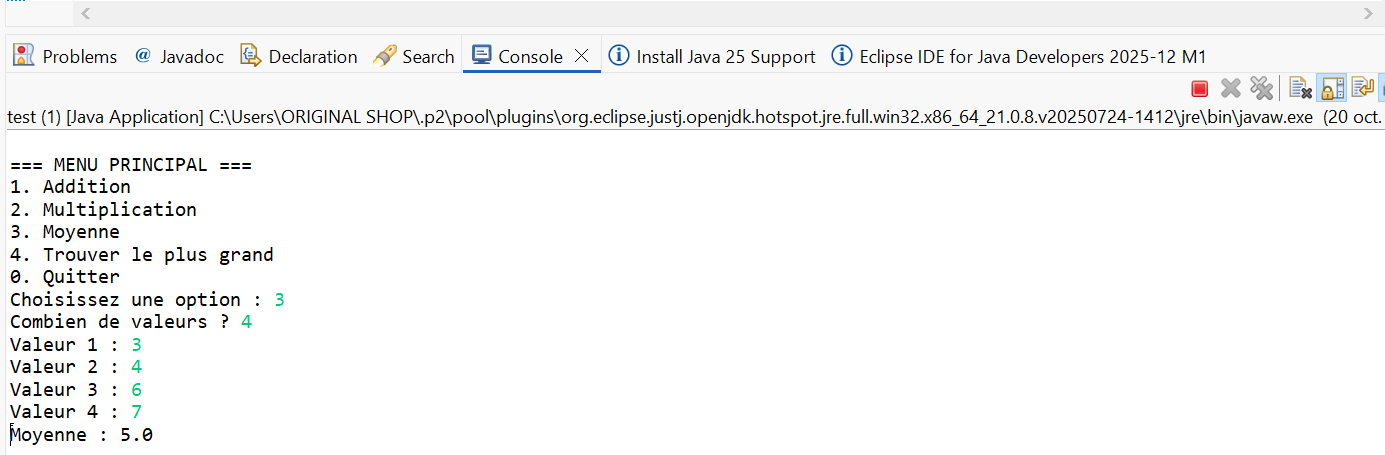 Problems @ Javadoc Declaration Search Console Install Java 25 Support Eclipse IDE for Java Developers 2025-12 M1
test (1) [Java Application] C:\Users\ORIGINAL SHOP\.p2\pool\plugins\org.eclipse.justj.openjdk.hotspot.jre.full.win32.x86_64_21.0.8.v20250724-1412\jre\bin\javaw.exe (20 oct.
=== MENU PRINCIPAL ===
1. Addition
2. Multiplication
3. Moyenne
4. Trouver le plus grand
0. Quitter
Choisissez une option : 3
Combien de valeurs ? 4
Valeur 1 : 3
Valeur 2 : 4
Valeur 3 : 6
Valeur 4 : 7
Moyenne : 5.0